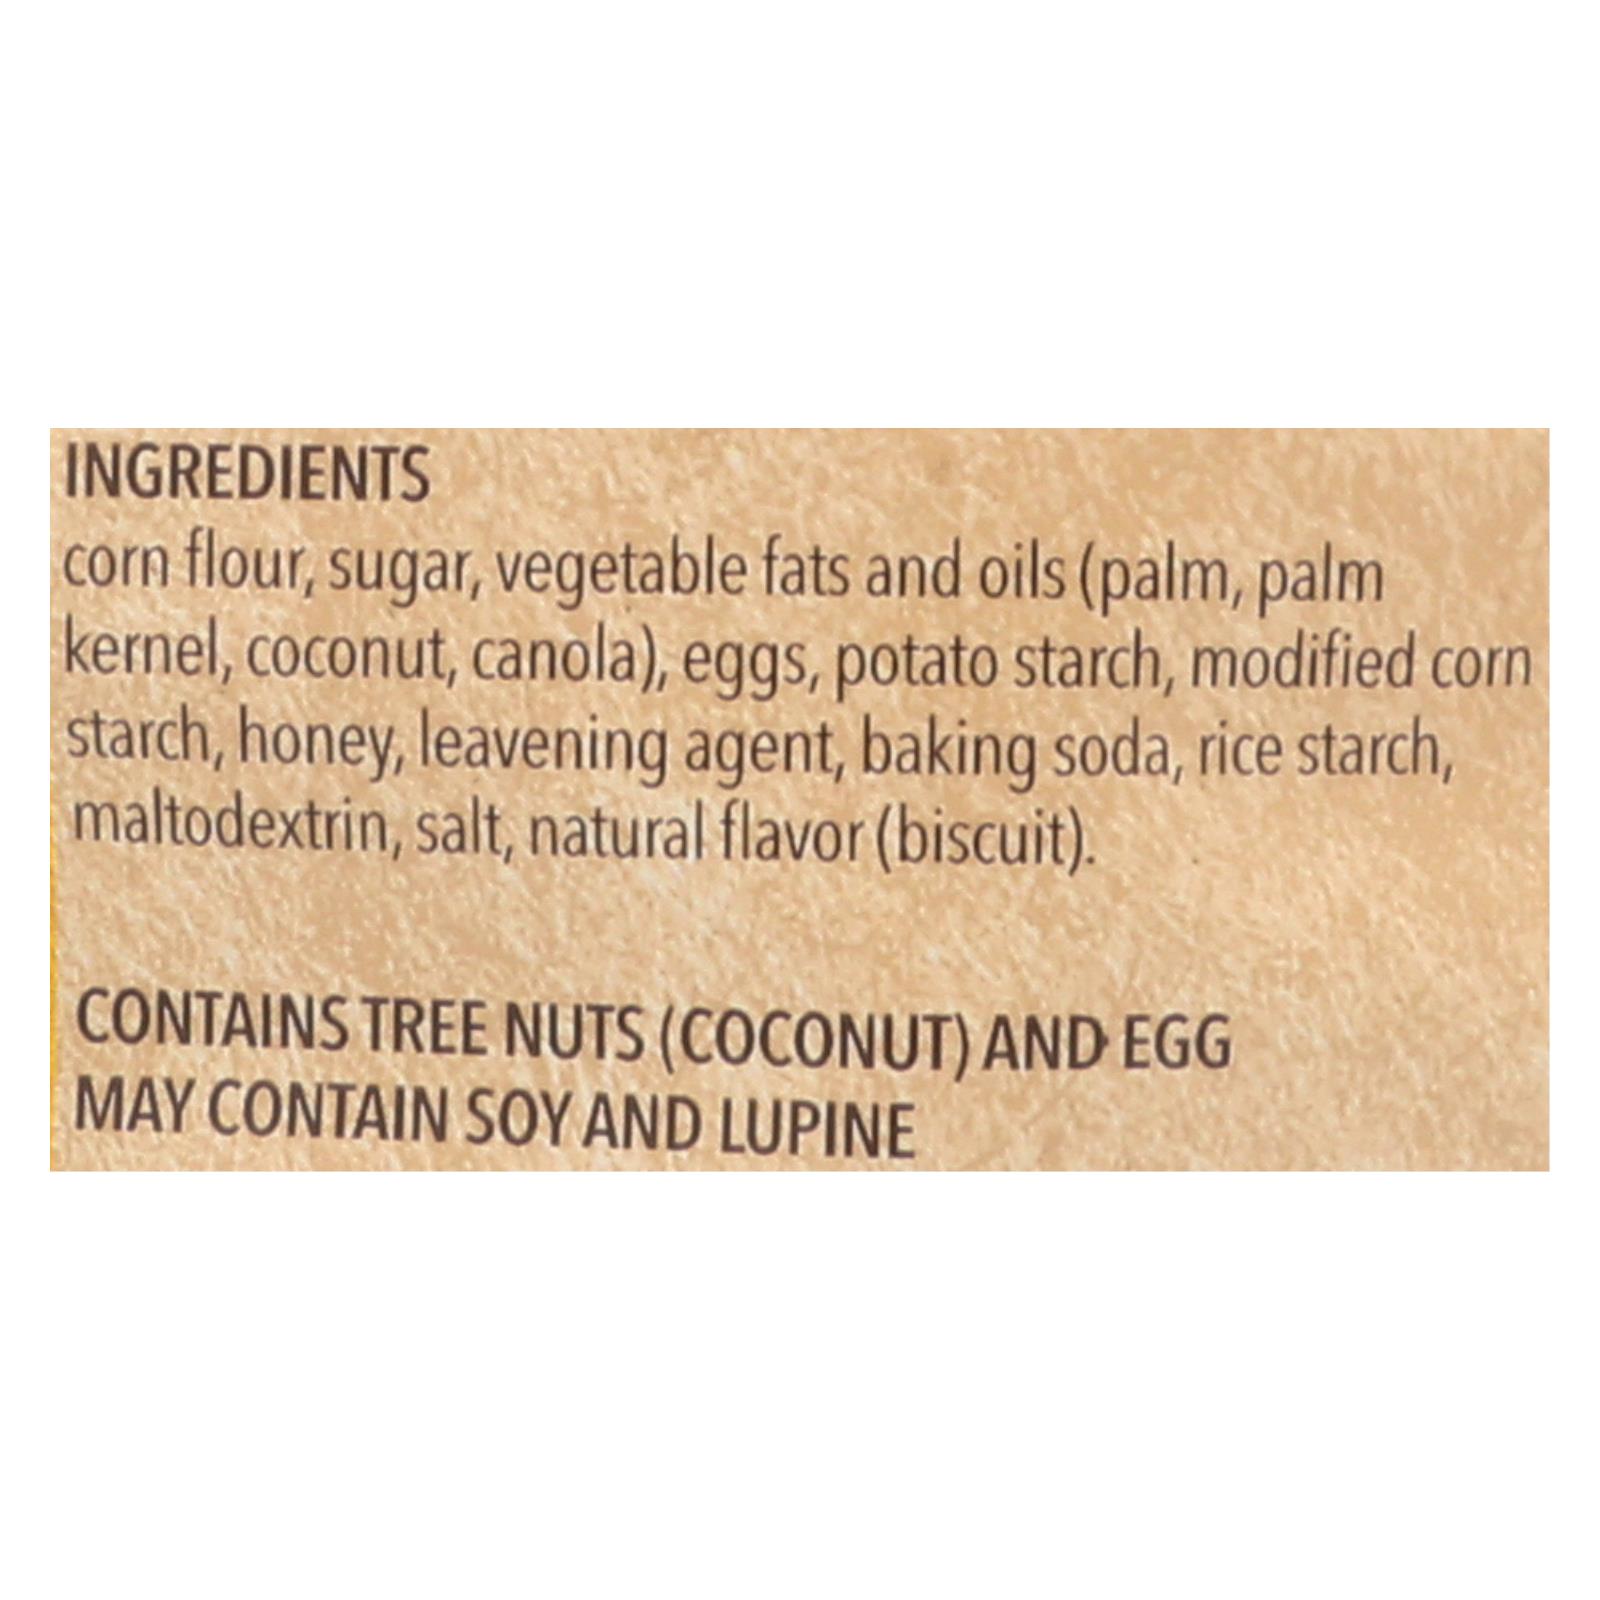 INGREDIENTS
corn flour, sugar, vegetable fats and oils (palm, palm
kernel, coconut, canola), eggs, potato starch, modified corn
starch, honey, leavening agent, baking soda, rice starch,
maltodextrin, salt, natural flavor (biscuit).
CONTAINS TREE NUTS (COCONUT) AND EGG
MAY CONTAIN SOY AND LUPINE